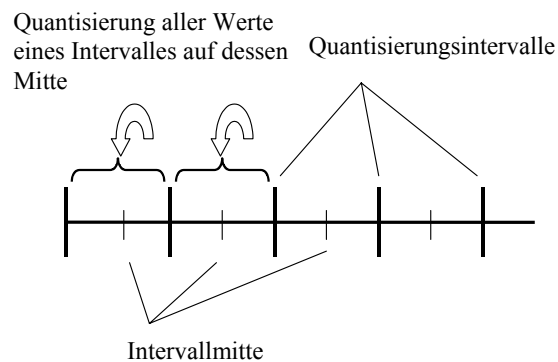 Quantisierung aller Werte
eines Intervalles auf dessen
Mitte
Quantisierungsintervalle
Intervallmitte